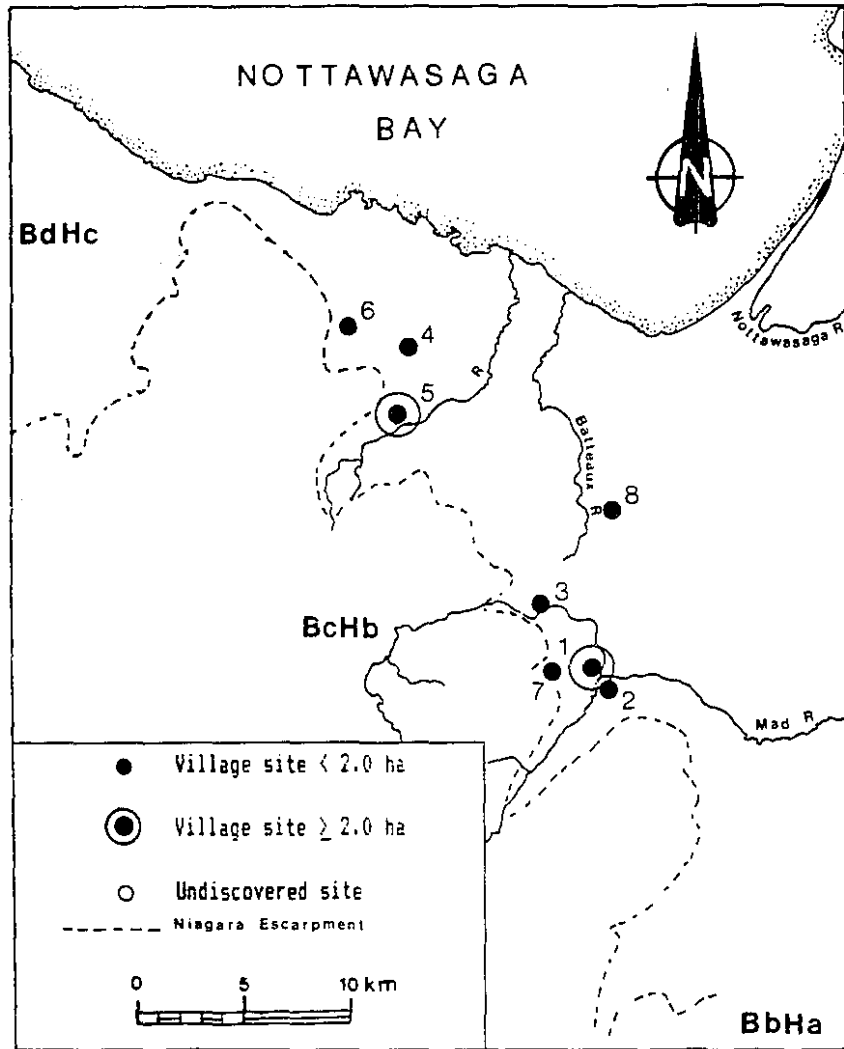 NOTTAWASAGA
BAY
N
BdHc
Nottawasaga R
6
4
5
R
Batteaux R
8
3
BcHb
1
7
2
Mad R
Village site < 2.0 ha
Village site ≥ 2.0 ha
Undiscovered site
Niagara Escarpment
0 5 10 km
BbHa